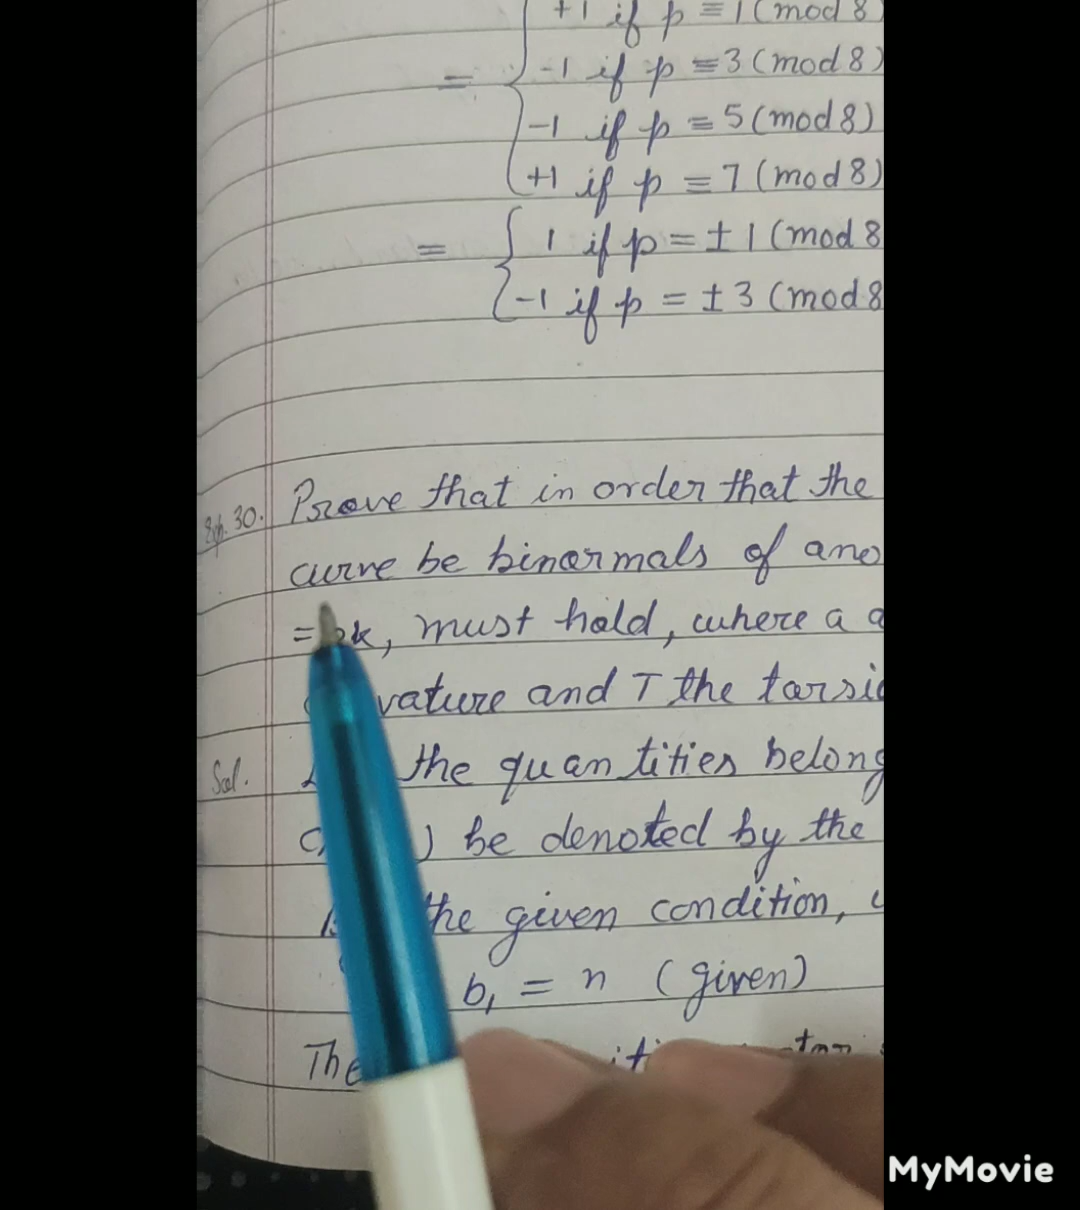 +1 if p ≡ 1 (mod 8)
= -1 if p ≡ 3 (mod 8)
-1 if p ≡ 5 (mod 8)
+1 if p ≡ 7 (mod 8)
= { 1 if p = ± 1 (mod 8
-1 if p = ± 3 (mod 8
30. Prove that in order that the
curve be binormals of ano
= k, must hold, where a a
vature and T the torsio
Sol. the quantities belong
) be denoted by the
the given condition,
b₁ = n (given)
The
MyMovie